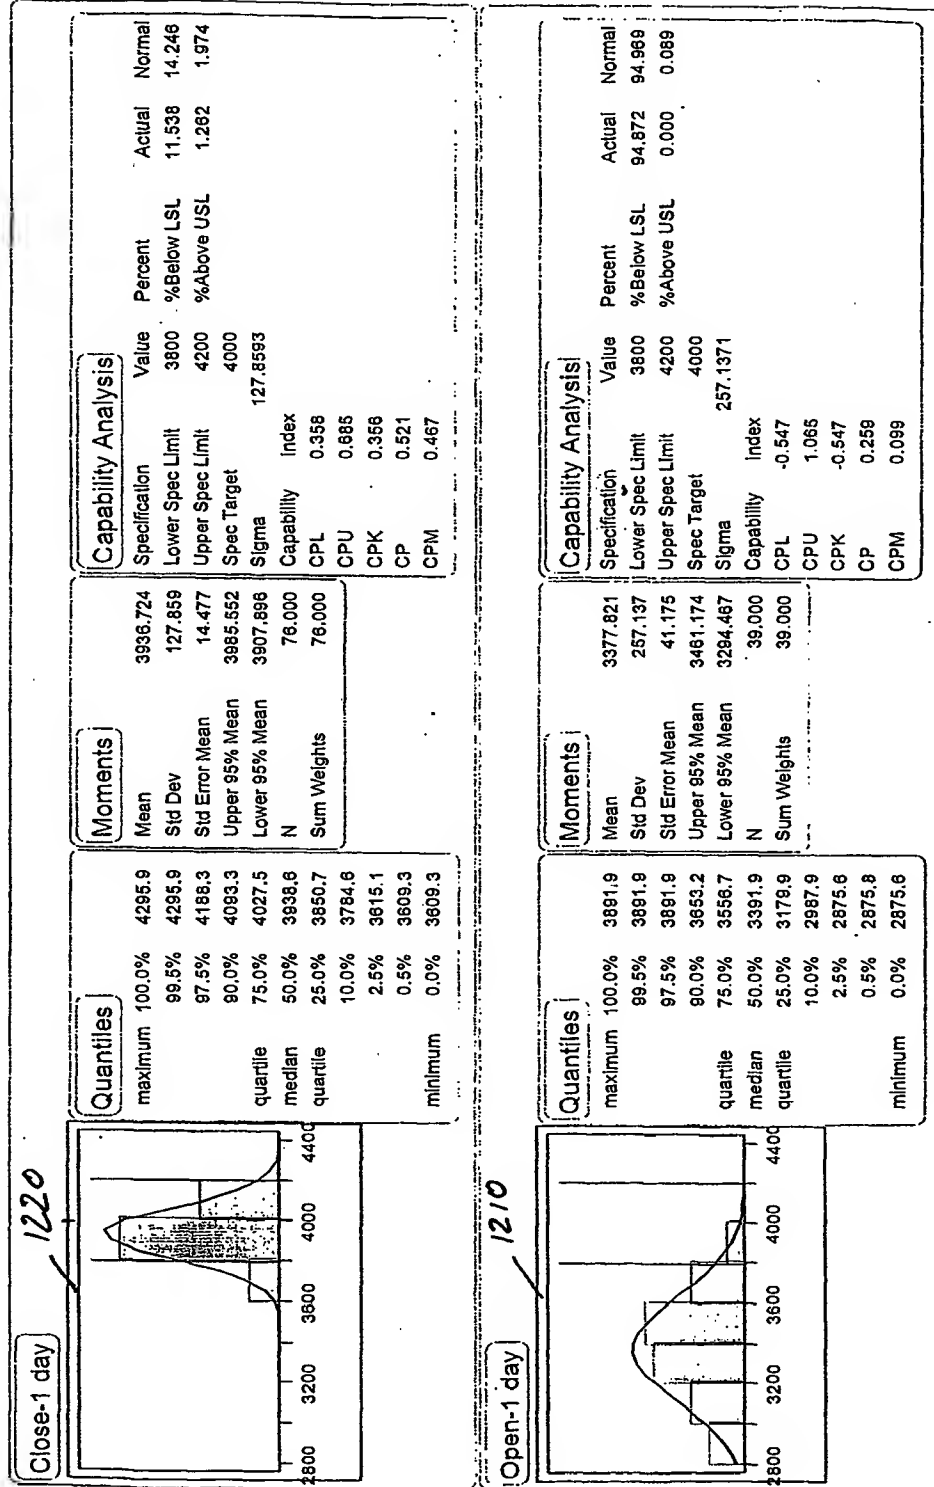 Close-1 day
1220
2800
3200
3600
4000
4400
Quantiles
maximum 100.0% 4295.9
99.5% 4295.9
97.5% 4188.3
90.0% 4093.3
quartile 75.0% 4027.5
median 50.0% 3938.6
quartile 25.0% 3850.7
10.0% 3784.6
2.5% 3615.1
0.5% 3609.3
minimum 0.0% 3609.3
Moments
Mean 3936.724
Std Dev 127.859
Std Error Mean 14.477
Upper 95% Mean 3985.552
Lower 95% Mean 3907.896
N 76.000
Sum Weights 76.000
Capability Analysis
Specification Value Percent Actual Normal
Lower Spec Limit 3800 %Below LSL 11.538 14.246
Upper Spec Limit 4200 %Above USL 1.262 1.974
Spec Target 4000
Sigma 127.8593
Capability Index
CPL 0.358
CPU 0.685
CPK 0.356
CP 0.521
CPM 0.467
Open-1 day
1210
2800
3200
3600
4000
4400
Quantiles
maximum 100.0% 3891.9
99.5% 3891.9
97.5% 3891.9
90.0% 3653.2
quartile 75.0% 3556.7
median 50.0% 3391.9
quartile 25.0% 3179.9
10.0% 2987.9
2.5% 2875.6
0.5% 2875.8
minimum 0.0% 2875.6
Moments
Mean 3377.821
Std Dev 257.137
Std Error Mean 41.175
Upper 95% Mean 3461.174
Lower 95% Mean 3294.467
N 39.000
Sum Weights 39.000
Capability Analysis
Specification Value Percent Actual Normal
Lower Spec Limit 3800 %Below LSL 94.872 94.969
Upper Spec Limit 4200 %Above USL 0.000 0.089
Spec Target 4000
Sigma 257.1371
Capability Index
CPL -0.547
CPU 1.065
CPK -0.547
CP 0.259
CPM 0.099